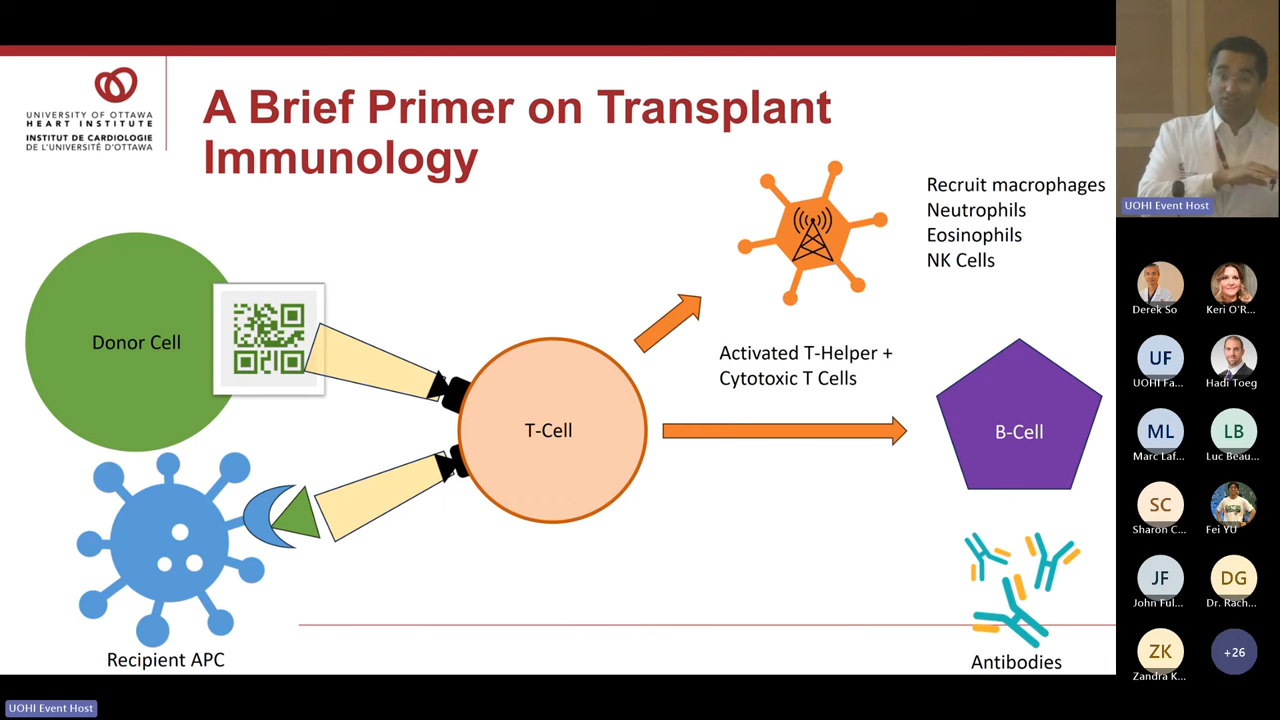 UNIVERSITY OF OTTAWA
HEART INSTITUTE
INSTITUT DE CARDIOLOGIE
DE L'UNIVERSITÉ D'OTTAWA
A Brief Primer on Transplant
Immunology
Donor Cell
Recipient APC
T-Cell
Recruit macrophages
Neutrophils
Eosinophils
NK Cells
Activated T-Helper +
Cytotoxic T Cells
B-Cell
Antibodies
UOHI Event Host
Derek So
Keri O'R...
UF
UOHI Fa...
Hadi Toeg
ML
Marc Laf...
LB
Luc Beau...
SC
Sharon C...
Fei YU
JF
John Ful...
DG
Dr. Rach...
ZK
Zandra K...
+26
UOHI Event Host